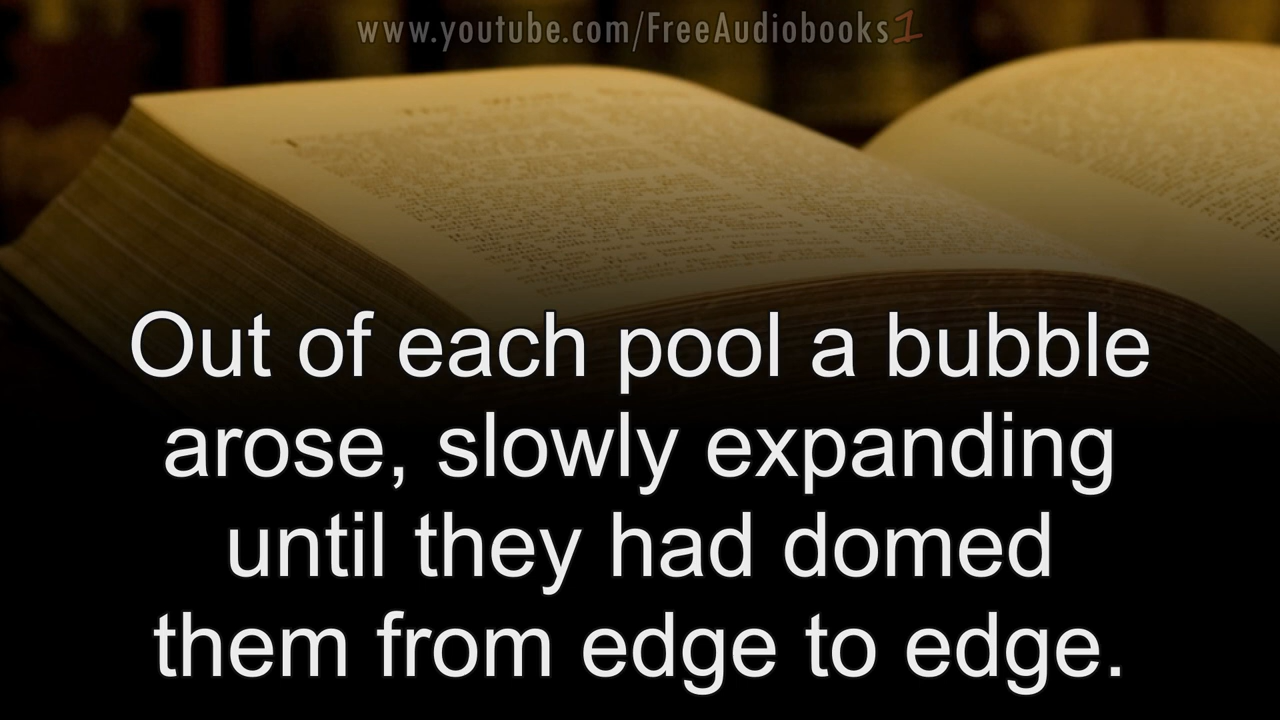 www.youtube.com/FreeAudiobooks1
Out of each pool a bubble
arose, slowly expanding
until they had domed
them from edge to edge.